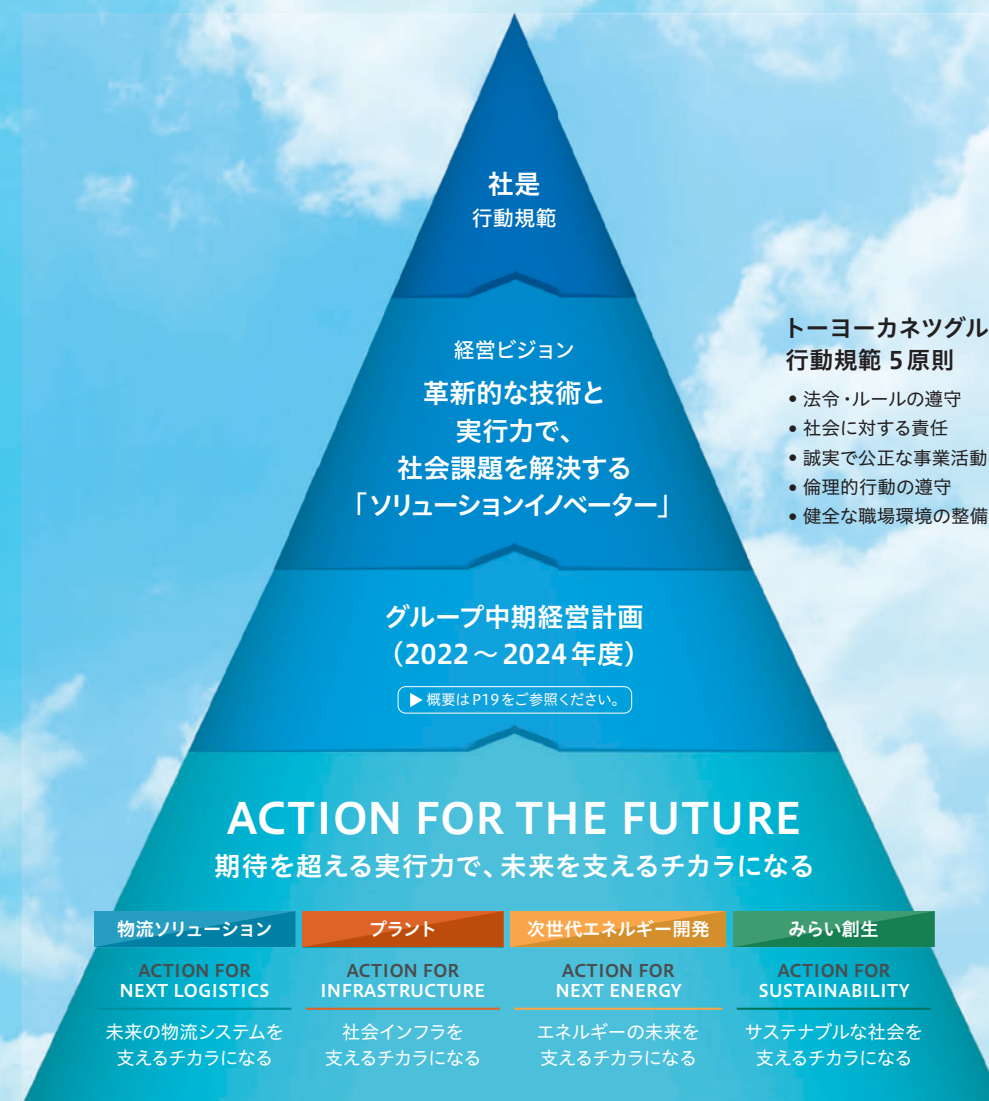 社是
行動規範
経営ビジョン
革新的な技術と
実行力で、
社会課題を解決する
「ソリューションイノベーター」
トーヨーカネツグル
行動規範 5原則
• 法令・ルールの遵守
• 社会に対する責任
• 誠実で公正な事業活動
• 倫理的行動の遵守
• 健全な職場環境の整備
グループ中期経営計画
（2022～2024年度）
▶概要はP19をご参照ください。
ACTION FOR THE FUTURE
期待を超える実行力で、未来を支えるチカラになる
物流ソリューション
ACTION FOR
NEXT LOGISTICS
未来の物流システムを
支えるチカラになる
プラント
ACTION FOR
INFRASTRUCTURE
社会インフラを
支えるチカラになる
次世代エネルギー開発
ACTION FOR
NEXT ENERGY
エネルギーの未来を
支えるチカラになる
みらい創生
ACTION FOR
SUSTAINABILITY
サステナブルな社会を
支えるチカラになる